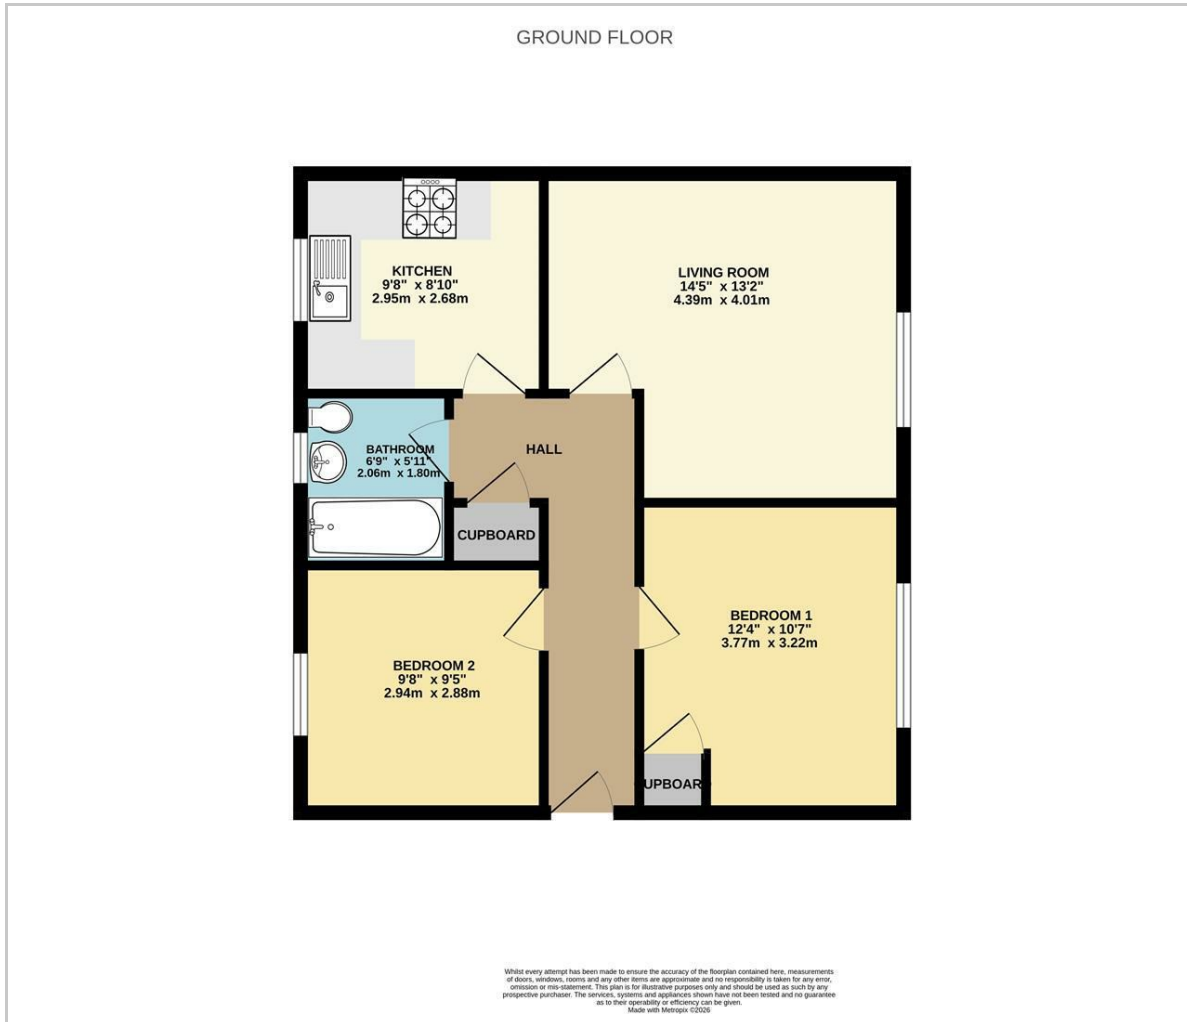 GROUND FLOOR
KITCHEN
9'8" x 8'10"
2.95m x 2.68m
LIVING ROOM
14'5" x 13'2"
4.39m x 4.01m
BATHROOM
6'9" x 5'11"
2.06m x 1.80m
HALL
CUPBOARD
BEDROOM 1
12'4" x 10'7"
3.77m x 3.22m
BEDROOM 2
9'8" x 9'5"
2.94m x 2.88m
CUPBOARD
Whilst every attempt has been made to ensure the accuracy of the floorplan contained here, measurements
of doors, windows, rooms and any other items are approximate and no responsibility is taken for any error,
omission or mis-statement. This plan is for illustrative purposes only and should be used as such by any
prospective purchaser. The services, systems and appliances shown have not been tested and no guarantee
as to their operability or efficiency can be given.
Made with Metropix ©2026